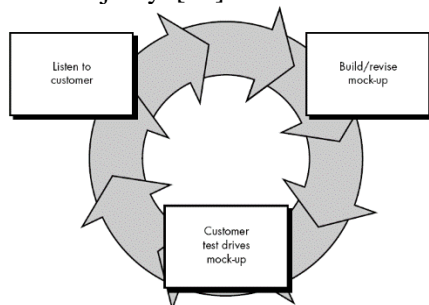 Listen to
customer
Build/revise
mock-up
Customer
test drives
mock-up